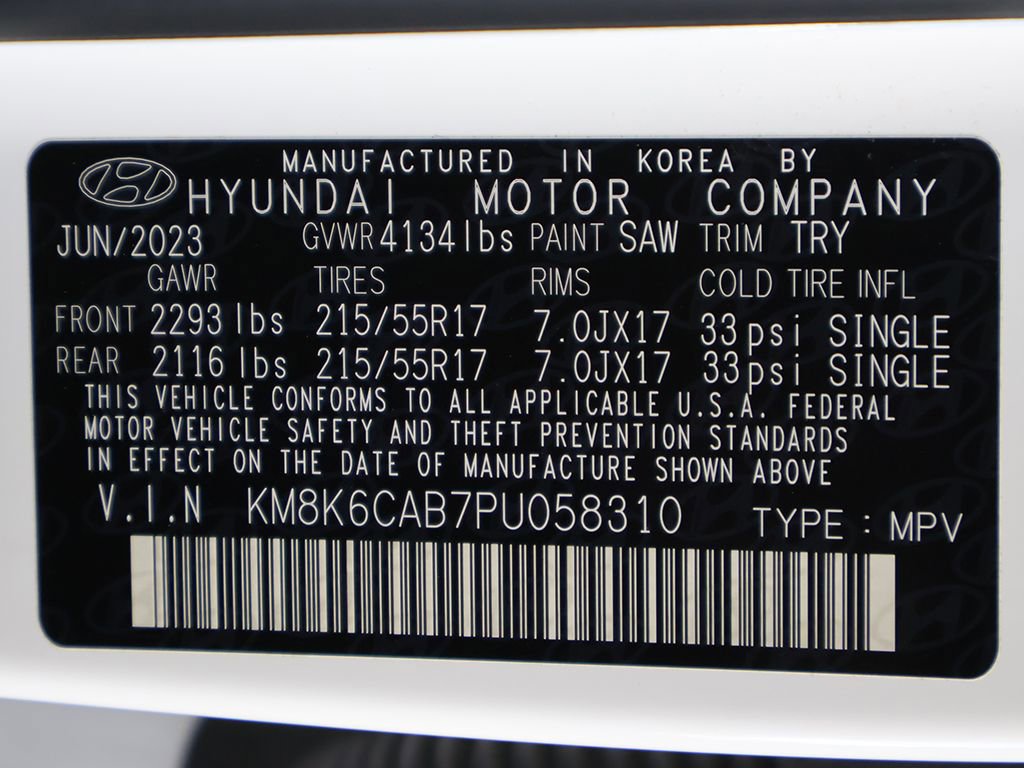 MANUFACTURED IN KOREA BY
HYUNDAI MOTOR COMPANY
JUN/2023 GVWR 4134lbs PAINT SAW TRIM TRY
GAWR TIRES RIMS COLD TIRE INFL
FRONT 2293 lbs 215/55R17 7.0JX17 33psi SINGLE
REAR 2116 lbs 215/55R17 7.0JX17 33psi SINGLE
THIS VEHICLE CONFORMS TO ALL APPLICABLE U.S.A. FEDERAL
MOTOR VEHICLE SAFETY AND THEFT PREVENTION STANDARDS
IN EFFECT ON THE DATE OF MANUFACTURE SHOWN ABOVE
V.I.N KM8K6CAB7PU058310 TYPE : MPV